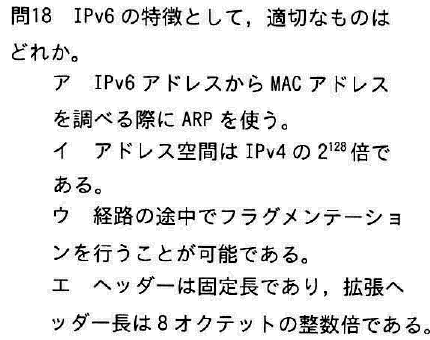 問18　IPv6の特徴として，適切なものは
どれか。
ア　IPv6アドレスからMACアドレス
を調べる際にARPを使う。
イ　アドレス空間はIPv4の2¹²⁸倍で
ある。
ウ　経路の途中でフラグメンテーショ
ンを行うことが可能である。
エ　ヘッダーは固定長であり，拡張ヘ
ッダー長は8オクテットの整数倍である。